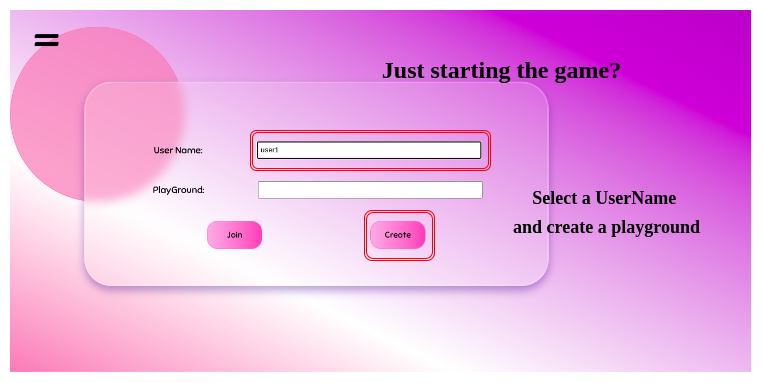 Just starting the game?
User Name: user1
PlayGround:
Select a UserName
and create a playground
Join Create